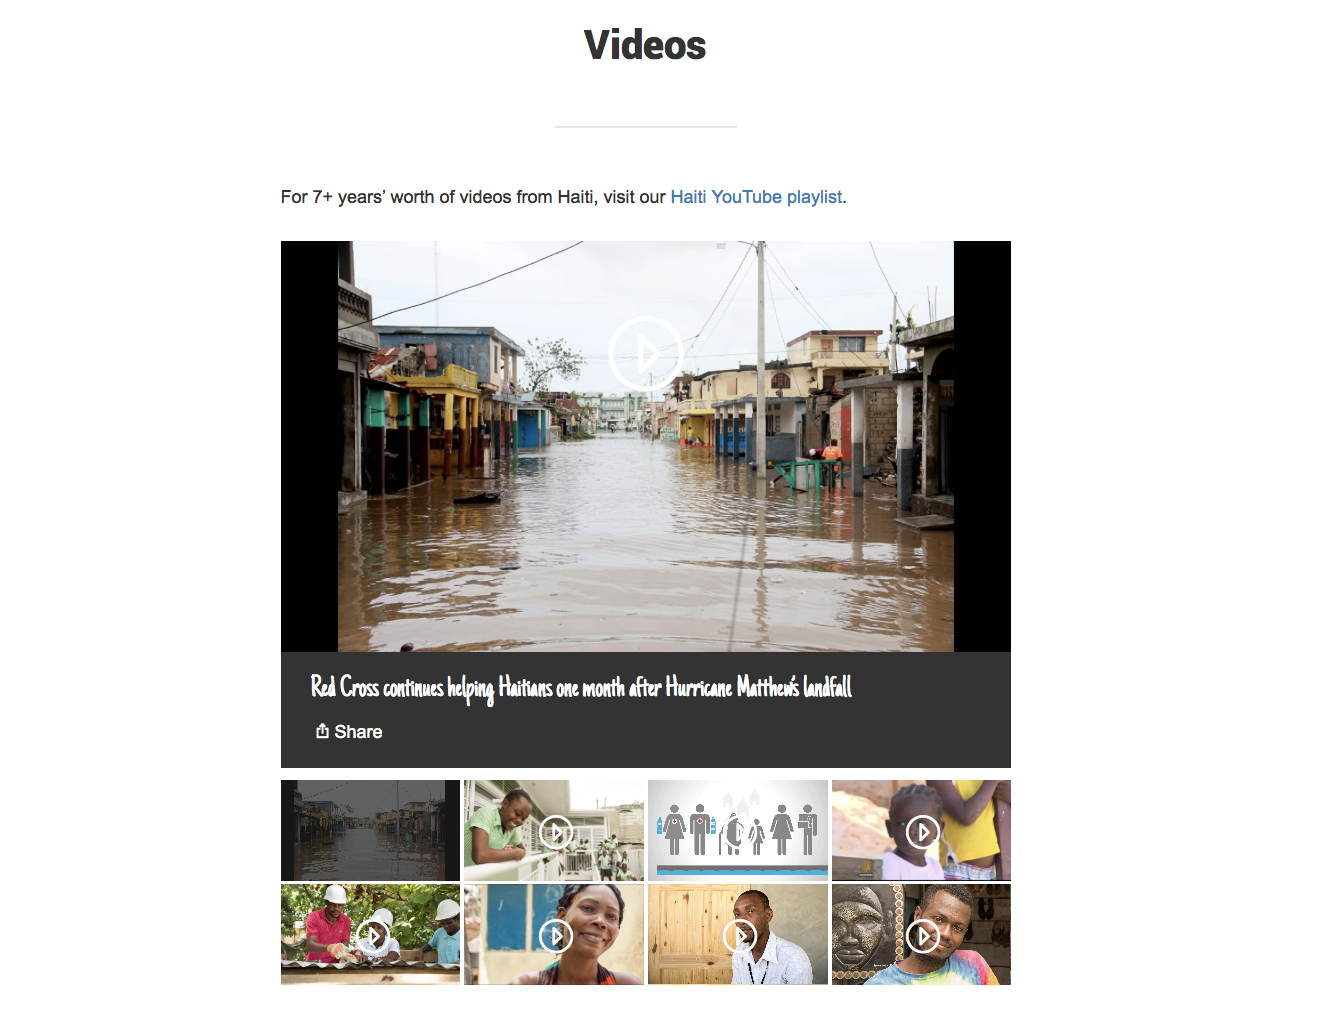 Videos
For 7+ years’ worth of videos from Haiti, visit our Haiti YouTube playlist.
Red Cross continues helping Haitians one month after Hurricane Matthew's landfall
Share